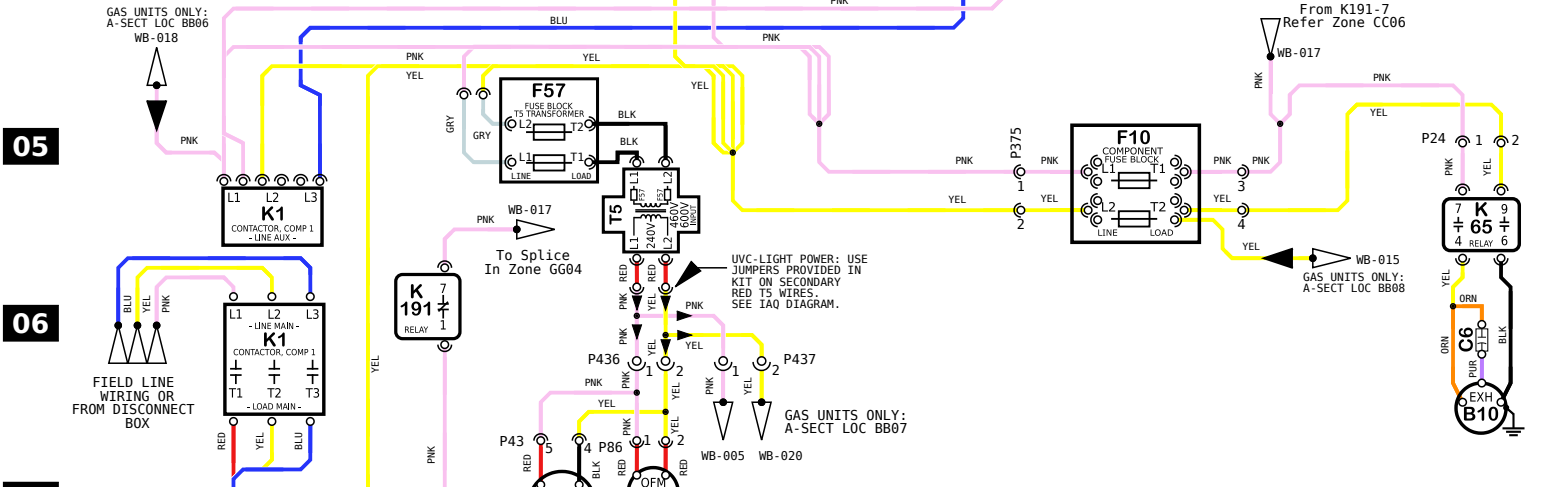 GAS UNITS ONLY:
A-SECT LOC BB06
WB-018
PNK
BLU
PNK
From K191-7
Refer Zone CC06
WB-017
PNK
PNK
PNK
YEL
YEL
YEL
PNK
YEL
05
PNK
L1 L2 L3
K1
CONTACTOR, COMP 1
- LINE AUX -
GRY
GRY
F57
FUSE BLOCK
T5 TRANSFORMER
L2 T2
L1 T1
LINE LOAD
BLK
BLK
L1 L2
F57 F57
T5
460V
600V
INPUT
240V
L1 L2
PNK
YEL
P375
1
2
PNK
YEL
F10
COMPONENT
FUSE BLOCK
L1 T1
L2 T2
LINE LOAD
PNK
YEL
3
4
YEL
WB-015
GAS UNITS ONLY:
A-SECT LOC BB08
P24 1 2
PNK
YEL
7 K 9
65
4 RELAY 6
YEL
ORN
ORN
C6
BLK
PUR
EXH
B10
WB-017
PNK
To Splice
In Zone GG04
K
191
7
1
RELAY
PNK
RED
RED
UVC-LIGHT POWER: USE
JUMPERS PROVIDED IN
KIT ON SECONDARY
RED T5 WIRES.
SEE IAQ DIAGRAM.
PNK
YEL
PNK
PNK
YEL
YEL
P436
1 2
1 2
P437
PNK
YEL
PNK
YEL
PNK
YEL
PNK
YEL
GAS UNITS ONLY:
A-SECT LOC BB07
WB-005 WB-020
P43 5 4 P86 1 2
RED
BLK
RED
RED
OFM
06
BLU
YEL
PNK
FIELD LINE
WIRING OR
FROM DISCONNECT
BOX
L1 L2 L3
- LINE MAIN -
K1
CONTACTOR, COMP 1
T1 T2 T3
- LOAD MAIN -
RED
YEL
BLU
YEL